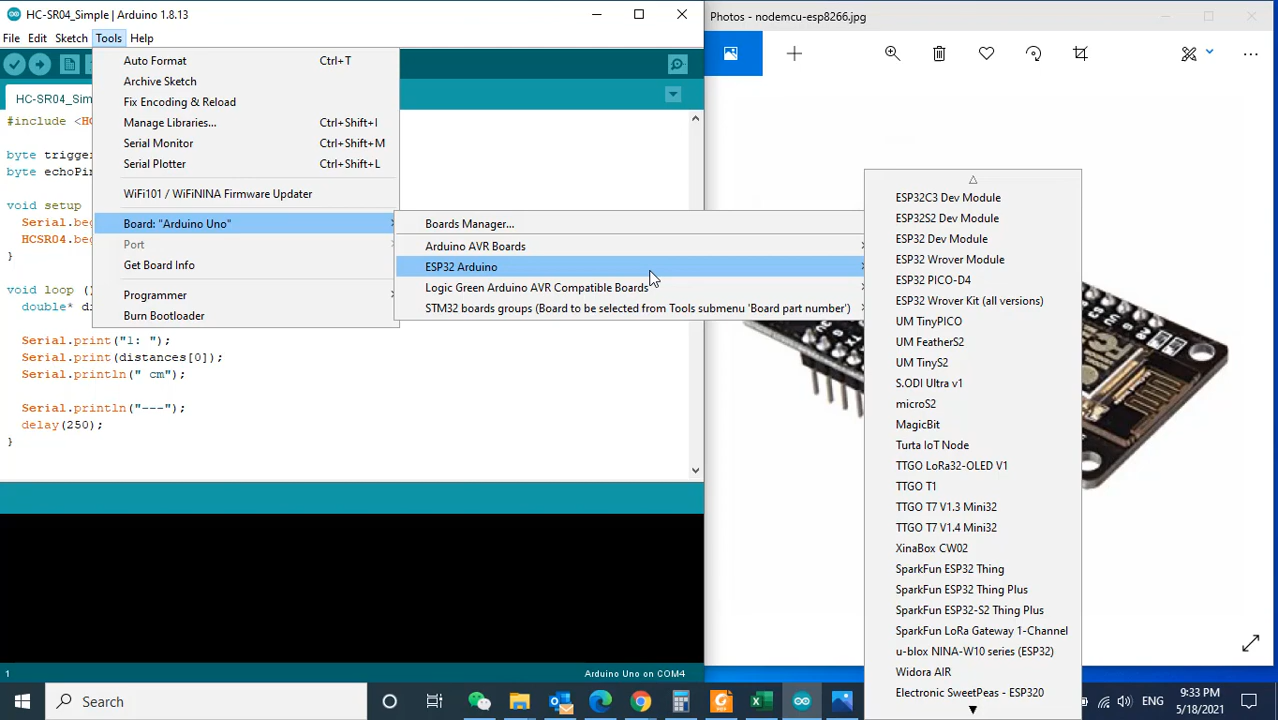 HC-SR04_Simple | Arduino 1.8.13
File Edit Sketch Tools Help
Auto Format Ctrl+T
Archive Sketch
Fix Encoding & Reload
Manage Libraries... Ctrl+Shift+I
Serial Monitor Ctrl+Shift+M
Serial Plotter Ctrl+Shift+L
WiFi101 / WiFiNINA Firmware Updater
Board: "Arduino Uno"
Port
Get Board Info
Programmer
Burn Bootloader
Boards Manager...
Arduino AVR Boards
ESP32 Arduino
Logic Green Arduino AVR Compatible Boards
STM32 boards groups (Board to be selected from Tools submenu 'Board part number')
ESP32C3 Dev Module
ESP32S2 Dev Module
ESP32 Dev Module
ESP32 Wrover Module
ESP32 PICO-D4
ESP32 Wrover Kit (all versions)
UM TinyPICO
UM FeatherS2
UM TinyS2
S.ODI Ultra v1
microS2
MagicBit
Turta IoT Node
TTGO LoRa32-OLED V1
TTGO T1
TTGO T7 V1.3 Mini32
TTGO T7 V1.4 Mini32
XinaBox CW02
SparkFun ESP32 Thing
SparkFun ESP32 Thing Plus
SparkFun ESP32-S2 Thing Plus
SparkFun LoRa Gateway 1-Channel
u-blox NINA-W10 series (ESP32)
Widora AIR
Electronic SweetPeas - ESP320
HC-SR04_Sim
#include <HC
byte trigger
byte echoPin
void setup
Serial.beg
HCSR04.beg
}
void loop (
double* di
Serial.print("1: ");
Serial.print(distances[0]);
Serial.println(" cm");
Serial.println("---");
delay(250);
}
1
Arduino Uno on COM4
Photos - nodemcu-esp8266.jpg
Search
ENG
9:33 PM
5/18/2021